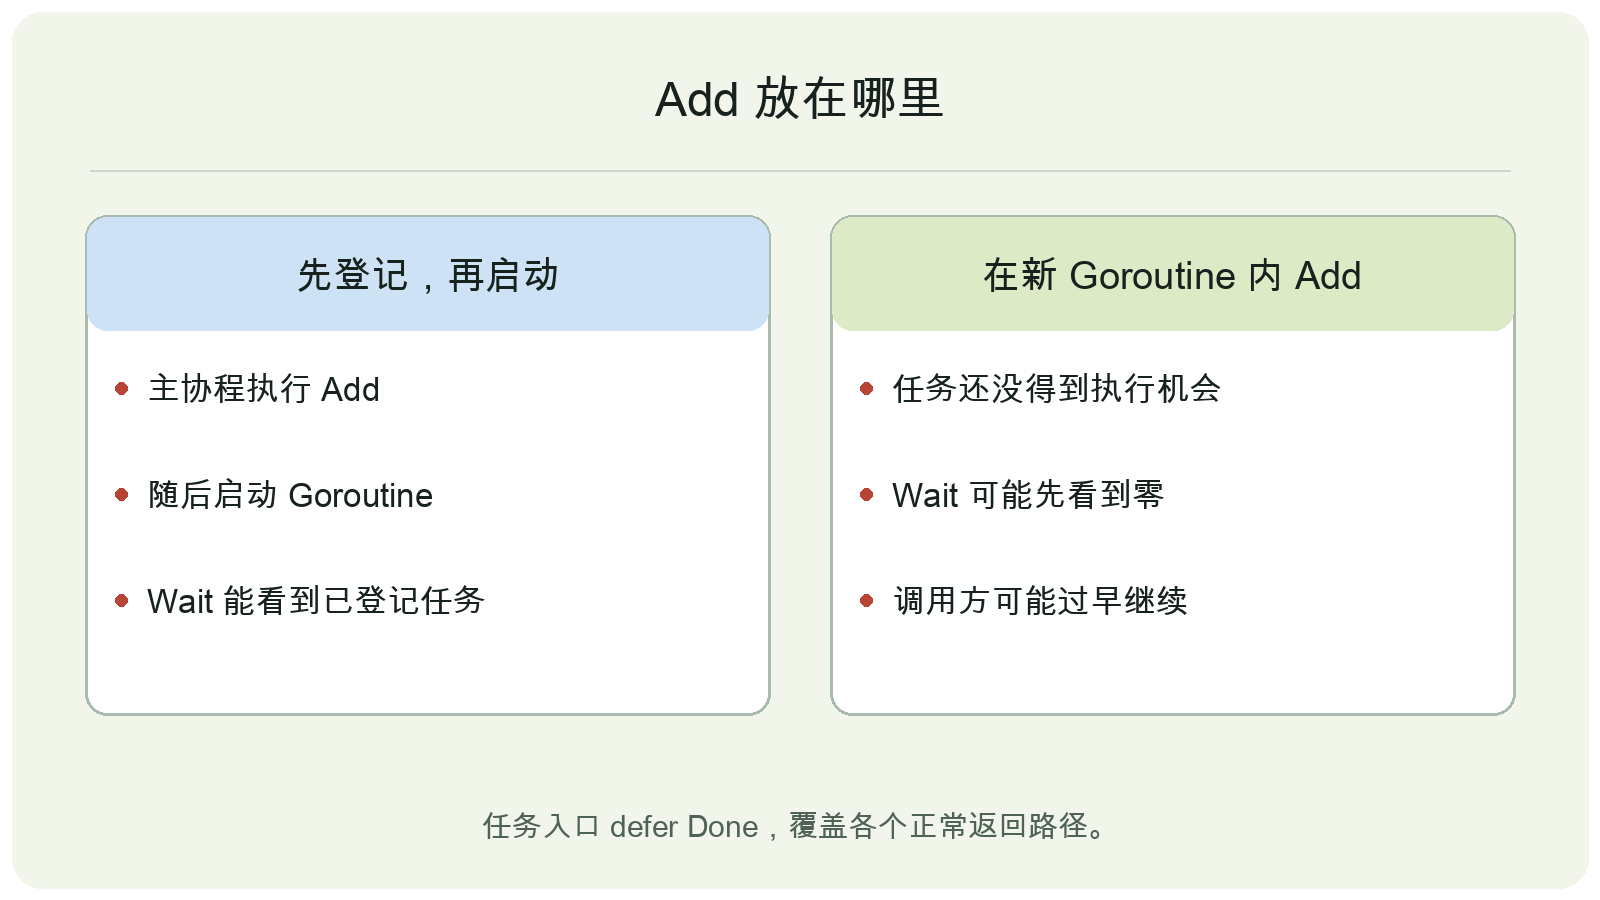 Add 放在哪里
先登记，再启动
主协程执行 Add
随后启动 Goroutine
Wait 能看到已登记任务
在新 Goroutine 内 Add
任务还没得到执行机会
Wait 可能先看到零
调用方可能过早继续
任务入口 defer Done，覆盖各个正常返回路径。